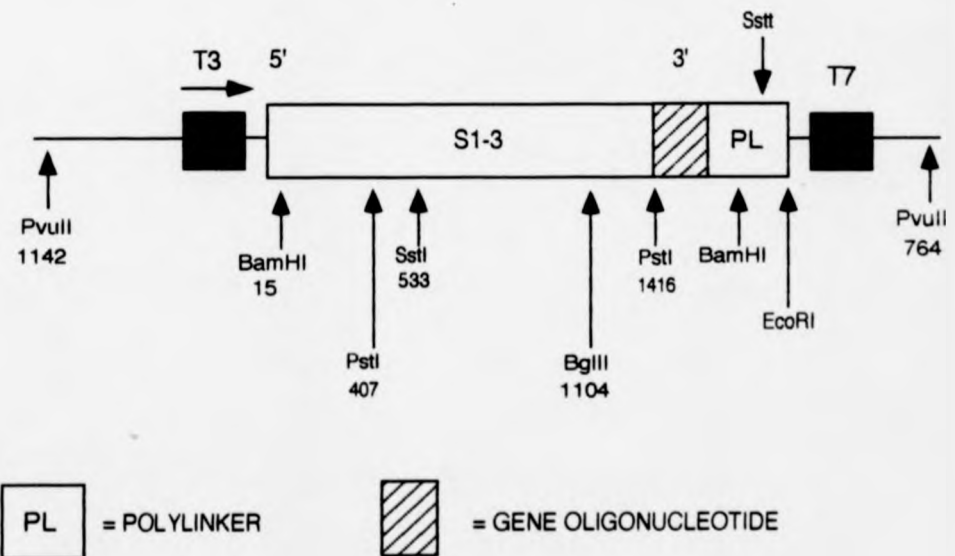 Sstt
T3 5' 3' T7
S1-3 PL
PvuII
1142
BamHI
15
SstI
533
PstI
1416
BamHI
PvuII
764
EcoRI
PstI
407
BglII
1104
PL = POLYLINKER
= GENE OLIGONUCLEOTIDE